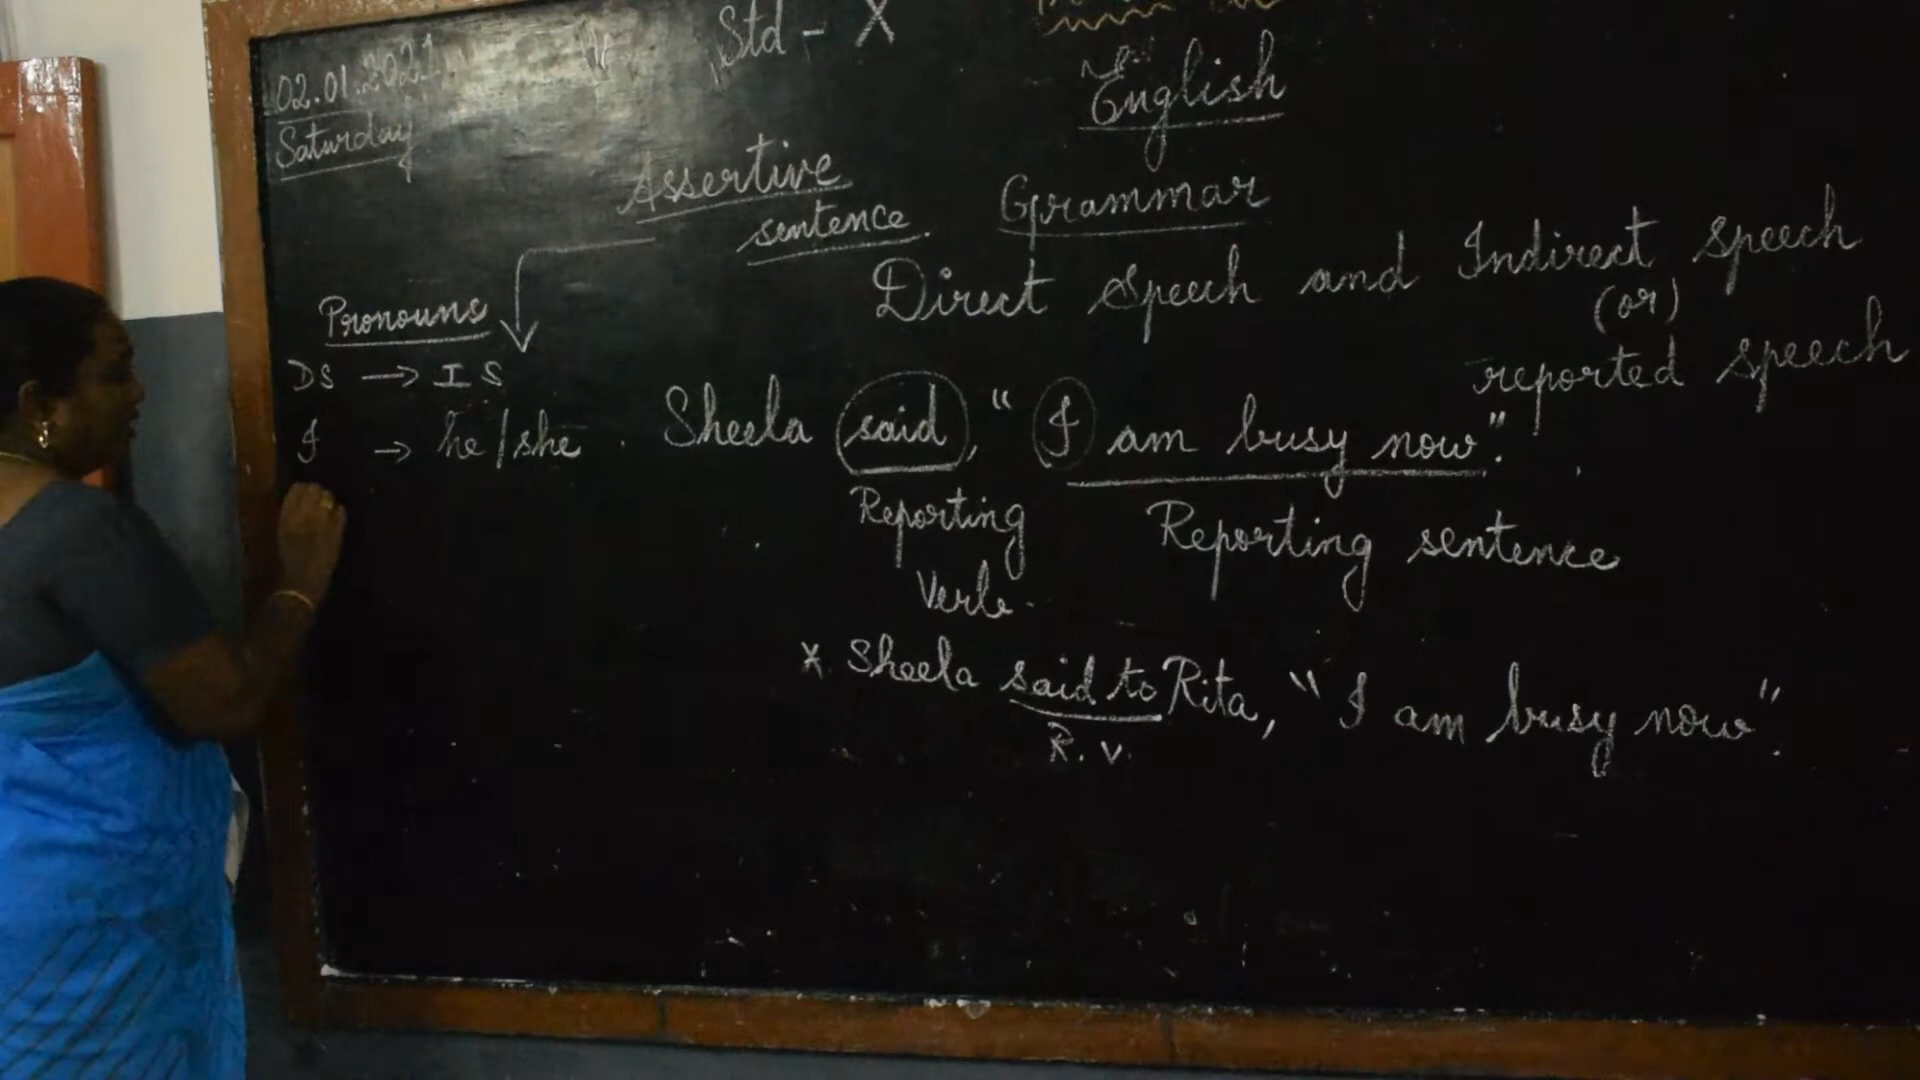 02.01.2021
Saturday
Std - X
English
Assertive
sentence.
Grammar
Direct speech and Indirect speech
(or)
reported speech
Pronouns
DS → IS
I → he/she
Sheela said, "I am busy now".
Reporting
Verb.
Reporting sentence
* Sheela said to Rita, "I am busy now".
R.V.